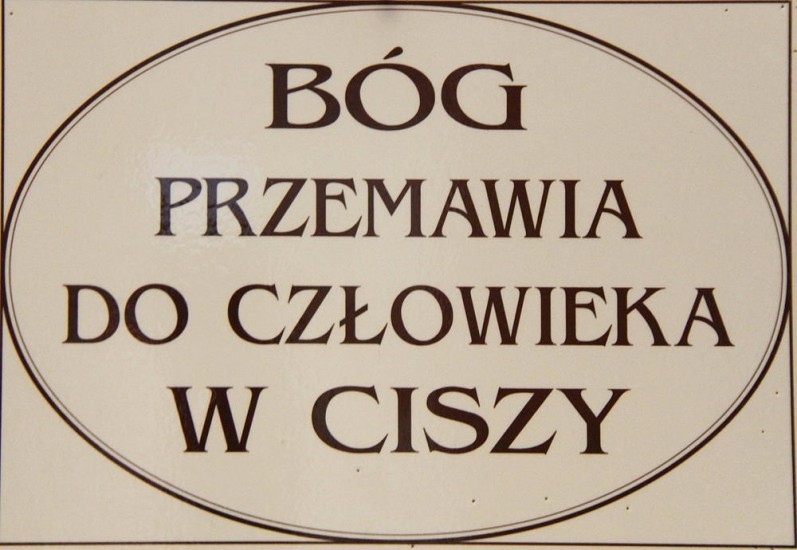 BÓG
PRZEMAWIA
DO CZŁOWIEKA
W CISZY